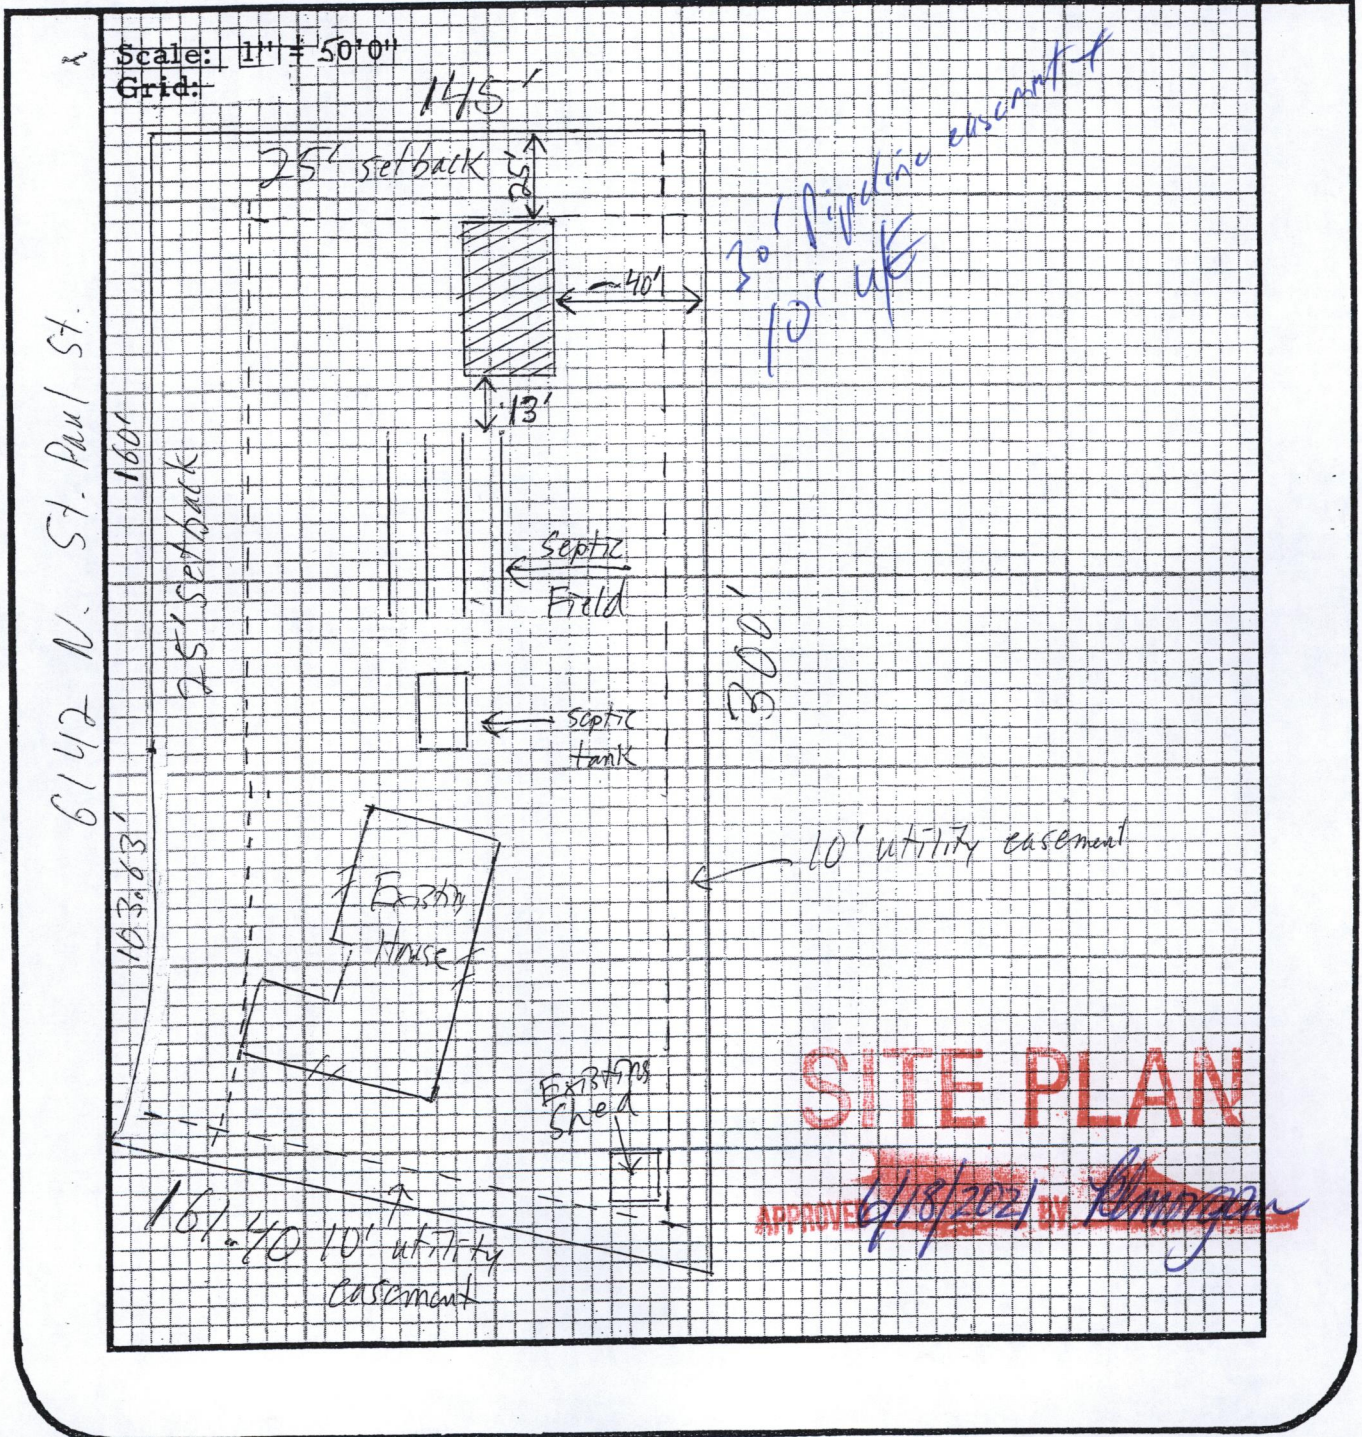 Scale: 1" = 50'0"
Grid:
145'
25' setback
25'
~40'
30' Pipeline easement +
10' U/E
13'
6142 N. St. Paul St.
160'
25' setback
Septic
Field
300'
septic
tank
103.63'
10' utility easement
Existing
House
Existing
Shed
SITE PLAN
APPROVED 6/18/2021 BY
161.40
10' utility
easement